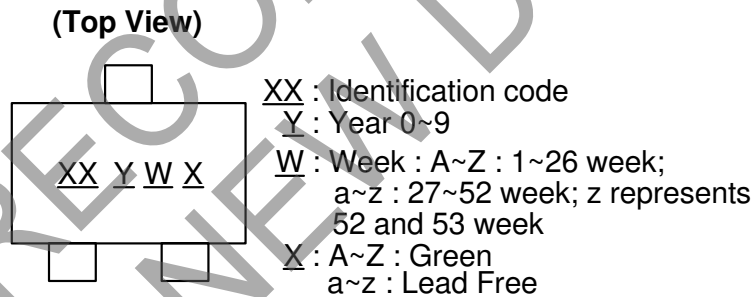 (Top View)
XX : Identification code
Y : Year 0~9
XX Y W X
W : Week : A~Z : 1~26 week;
a~z : 27~52 week; z represents
52 and 53 week
X : A~Z : Green
a~z : Lead Free